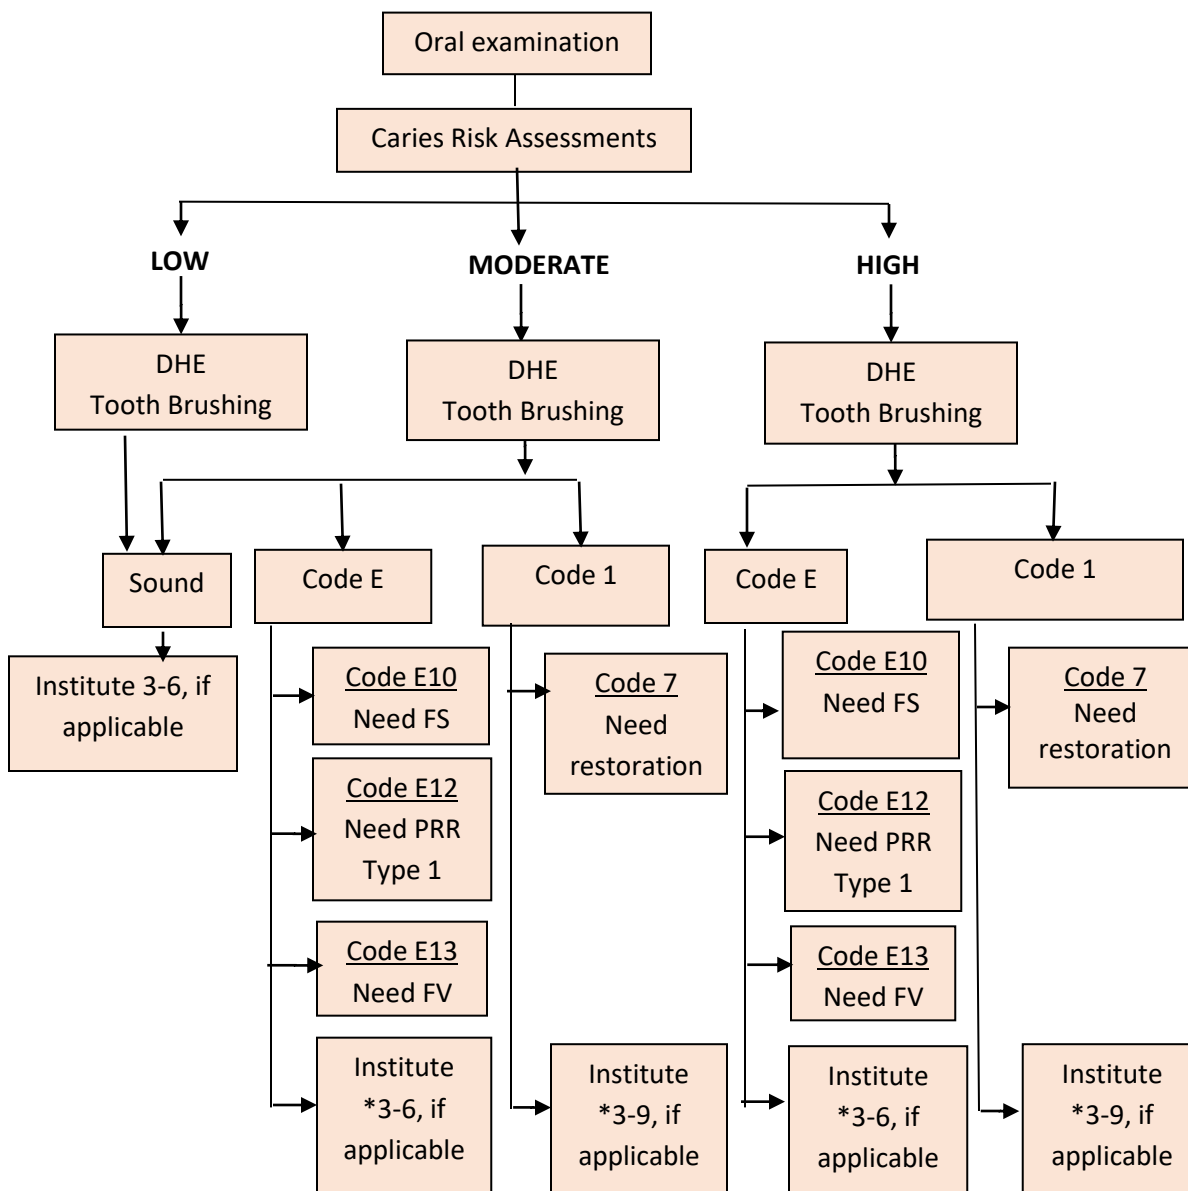 Oral examination
Caries Risk Assessments
LOW
MODERATE
HIGH
DHE
Tooth Brushing
DHE
Tooth Brushing
DHE
Tooth Brushing
Sound
Code E
Code 1
Code E
Code 1
Institute 3-6, if
applicable
Code E10
Need FS
Code 7
Need
restoration
Code E10
Need FS
Code 7
Need
restoration
Code E12
Need PRR
Type 1
Code E12
Need PRR
Type 1
Code E13
Need FV
Code E13
Need FV
Institute
*3-6, if
applicable
Institute
*3-9, if
applicable
Institute
*3-6, if
applicable
Institute
*3-9, if
applicable